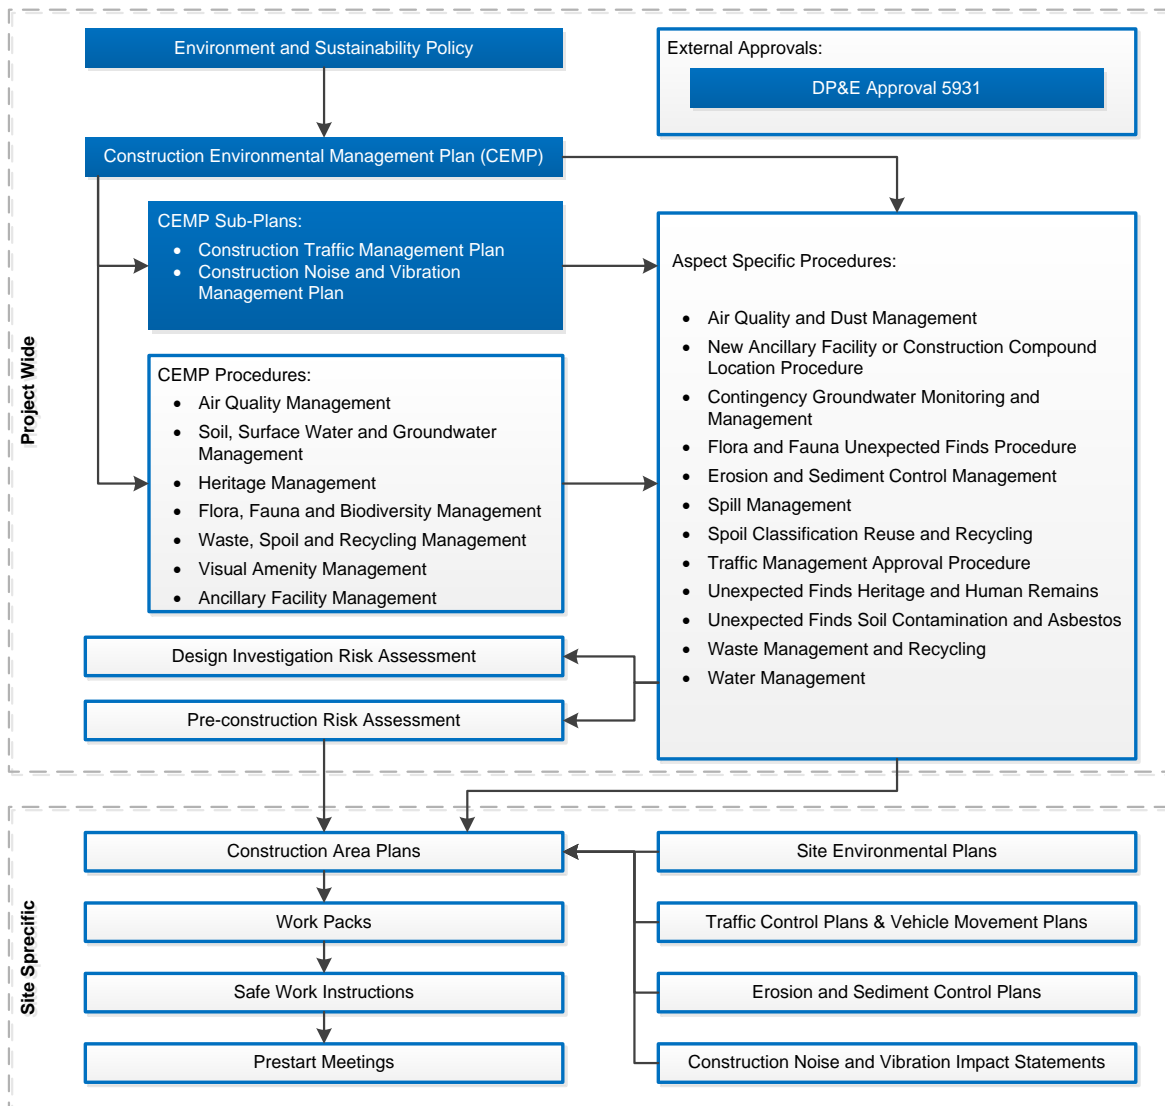 Environment and Sustainability Policy
External Approvals:
DP&E Approval 5931
Construction Environmental Management Plan (CEMP)
CEMP Sub-Plans:
• Construction Traffic Management Plan
• Construction Noise and Vibration
Management Plan
Aspect Specific Procedures:
• Air Quality and Dust Management
• New Ancillary Facility or Construction Compound
Location Procedure
• Contingency Groundwater Monitoring and
Management
• Flora and Fauna Unexpected Finds Procedure
• Erosion and Sediment Control Management
• Spill Management
• Spoil Classification Reuse and Recycling
• Traffic Management Approval Procedure
• Unexpected Finds Heritage and Human Remains
• Unexpected Finds Soil Contamination and Asbestos
• Waste Management and Recycling
• Water Management
Project Wide
CEMP Procedures:
• Air Quality Management
• Soil, Surface Water and Groundwater
Management
• Heritage Management
• Flora, Fauna and Biodiversity Management
• Waste, Spoil and Recycling Management
• Visual Amenity Management
• Ancillary Facility Management
Design Investigation Risk Assessment
Pre-construction Risk Assessment
Site Sprecific
Construction Area Plans
Work Packs
Safe Work Instructions
Prestart Meetings
Site Environmental Plans
Traffic Control Plans & Vehicle Movement Plans
Erosion and Sediment Control Plans
Construction Noise and Vibration Impact Statements